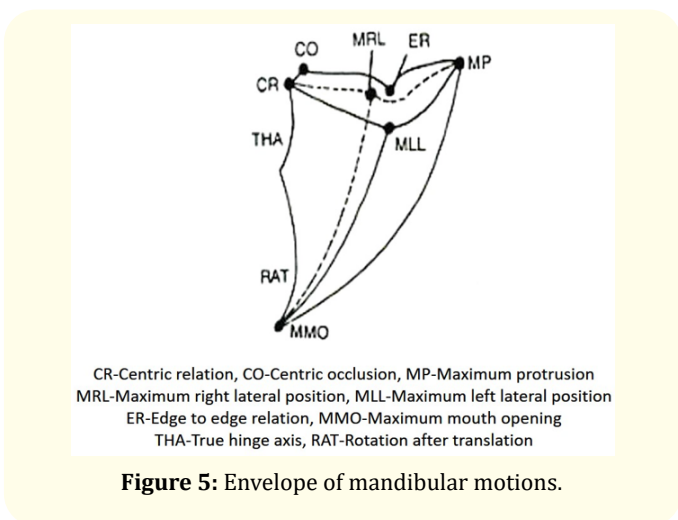 MRL ER
CO
MP
CR
THA
MLL
RAT
MMO
CR-Centric relation, CO-Centric occlusion, MP-Maximum protrusion
MRL-Maximum right lateral position, MLL-Maximum left lateral position
ER-Edge to edge relation, MMO-Maximum mouth opening
THA-True hinge axis, RAT-Rotation after translation
Figure 5: Envelope of mandibular motions.